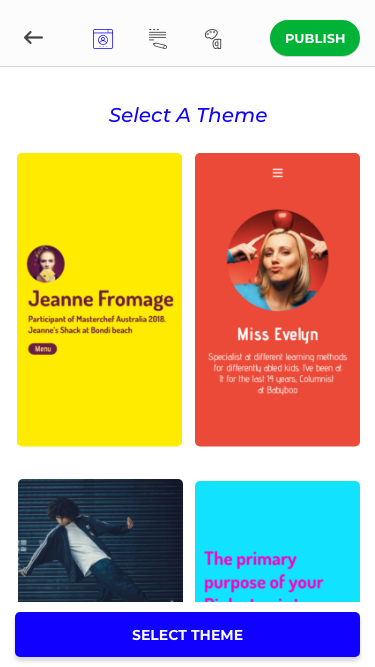 PUBLISH
Select A Theme
Jeanne Fromage
Participant of Masterchef Australia 2018.
Jeanne's Shack at Bondi beach
Menu
Miss Evelyn
Specialist at different learning methods
for differently abled kids. I've been at
it for the last 14 years, Columnist
at Babyboo
The primary
purpose of your
SELECT THEME